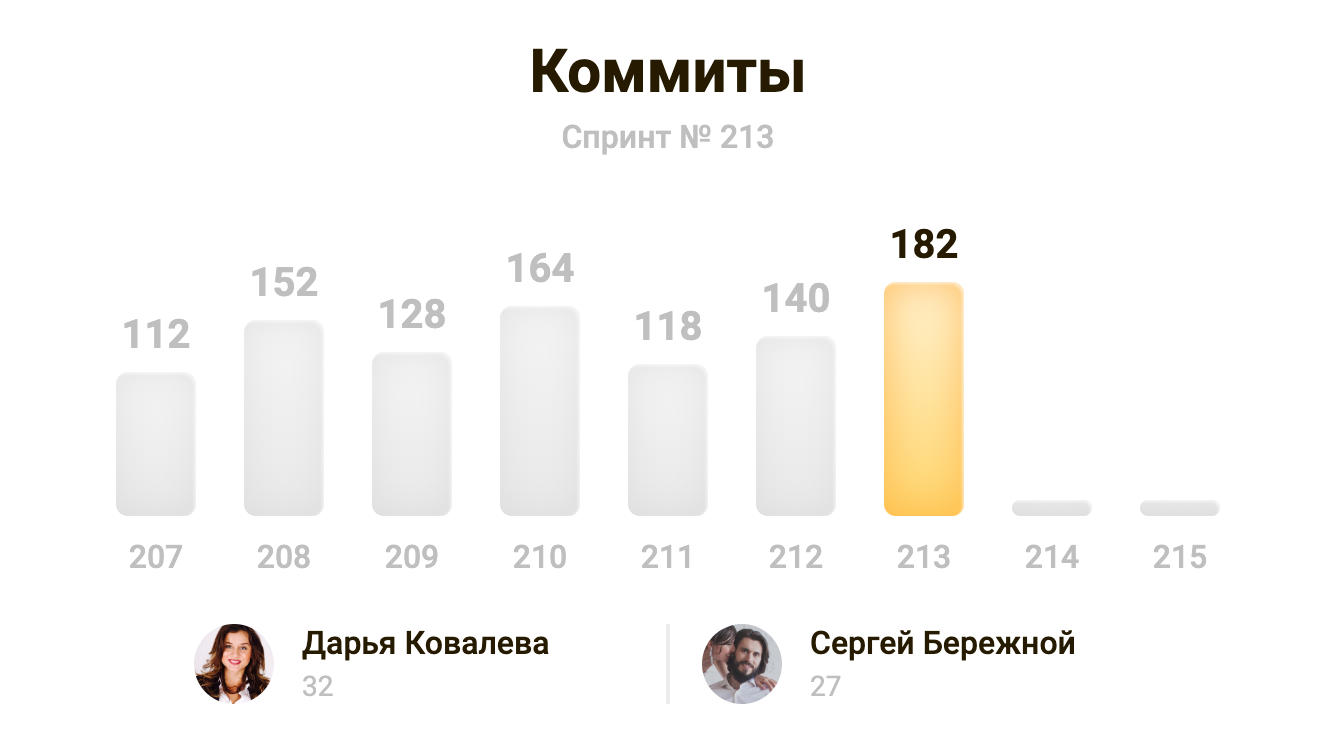 Коммиты
Спринт № 213
112 152 128 164 118 140 182
207 208 209 210 211 212 213 214 215
Дарья Ковалева
32
Сергей Бережной
27